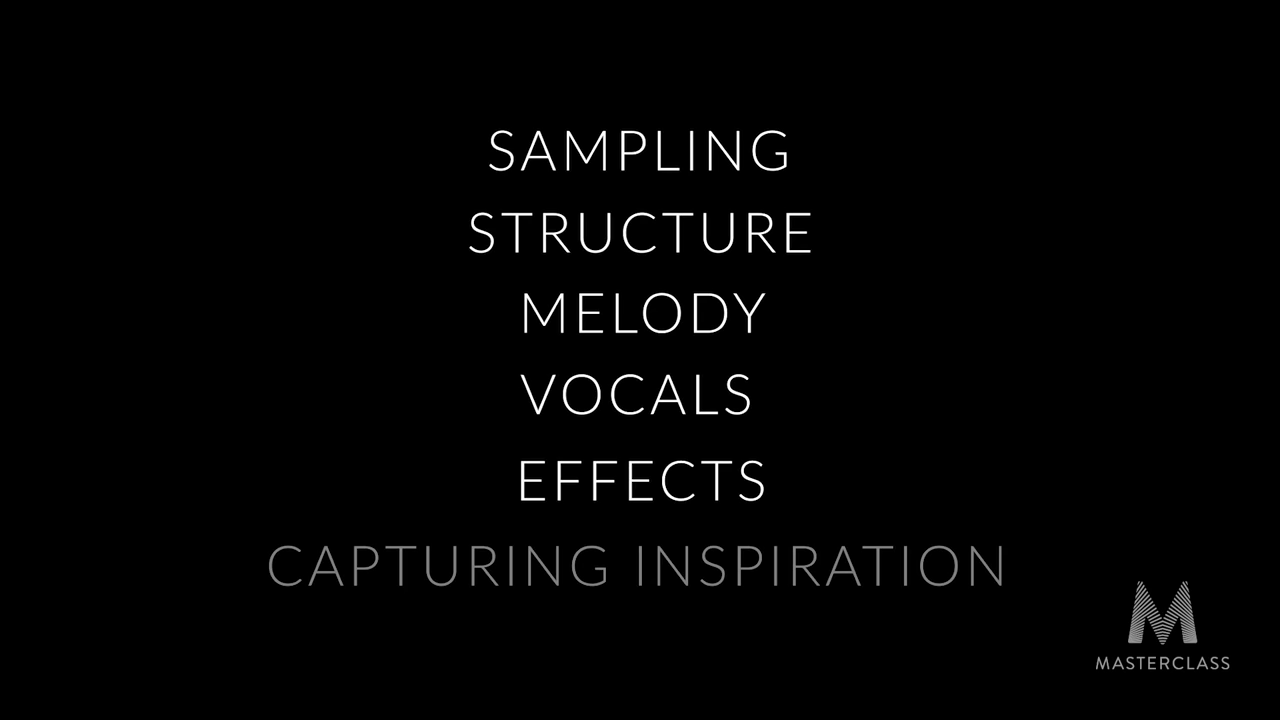 SAMPLING
STRUCTURE
MELODY
VOCALS
EFFECTS
CAPTURING INSPIRATION
M
MASTERCLASS